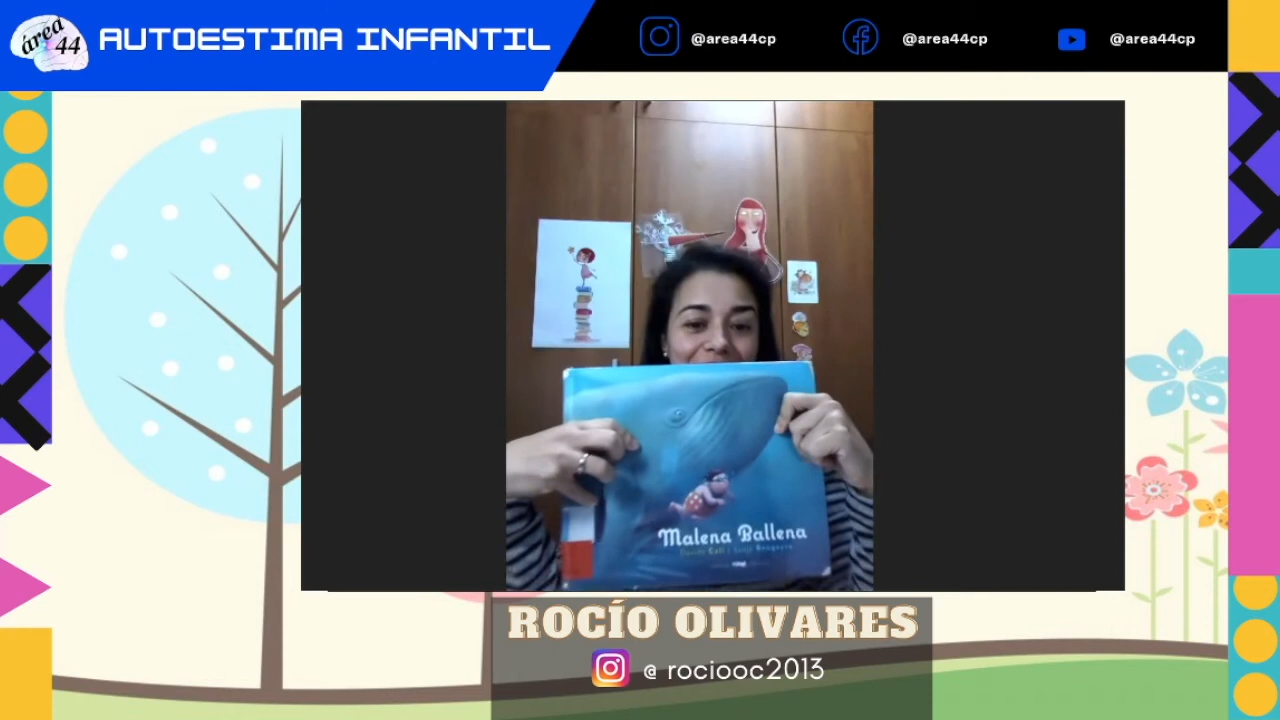 área
44
AUTOESTIMA INFANTIL
@area44cp
@area44cp
@area44cp
Malena Ballena
ROCÍO OLIVARES
@ rociooc2013